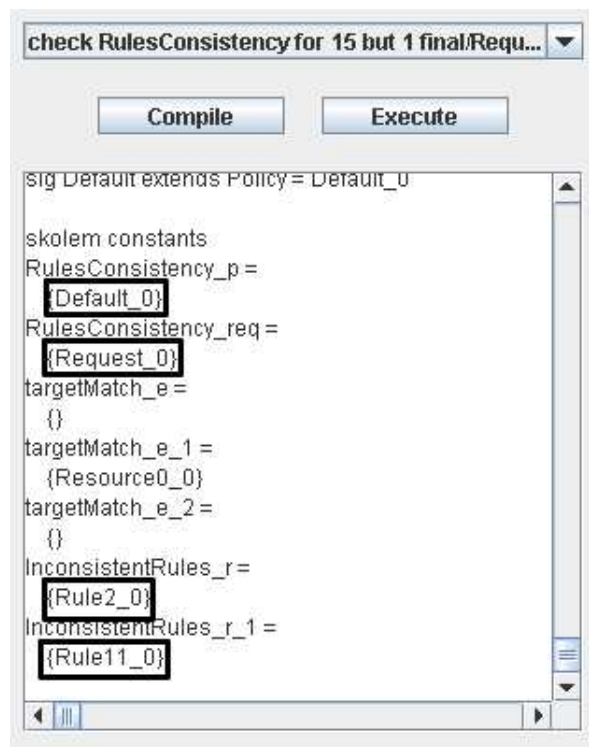 check RulesConsistency for 15 but 1 final/Requ...
Compile Execute
sig Default extends Policy = Default_0
skolem constants
RulesConsistency_p =
{Default_0}
RulesConsistency_req =
{Request_0}
targetMatch_e =
{}
targetMatch_e_1 =
{Resource0_0}
targetMatch_e_2 =
{}
InconsistentRules_r =
{Rule2_0}
InconsistentRules_r_1 =
{Rule11_0}